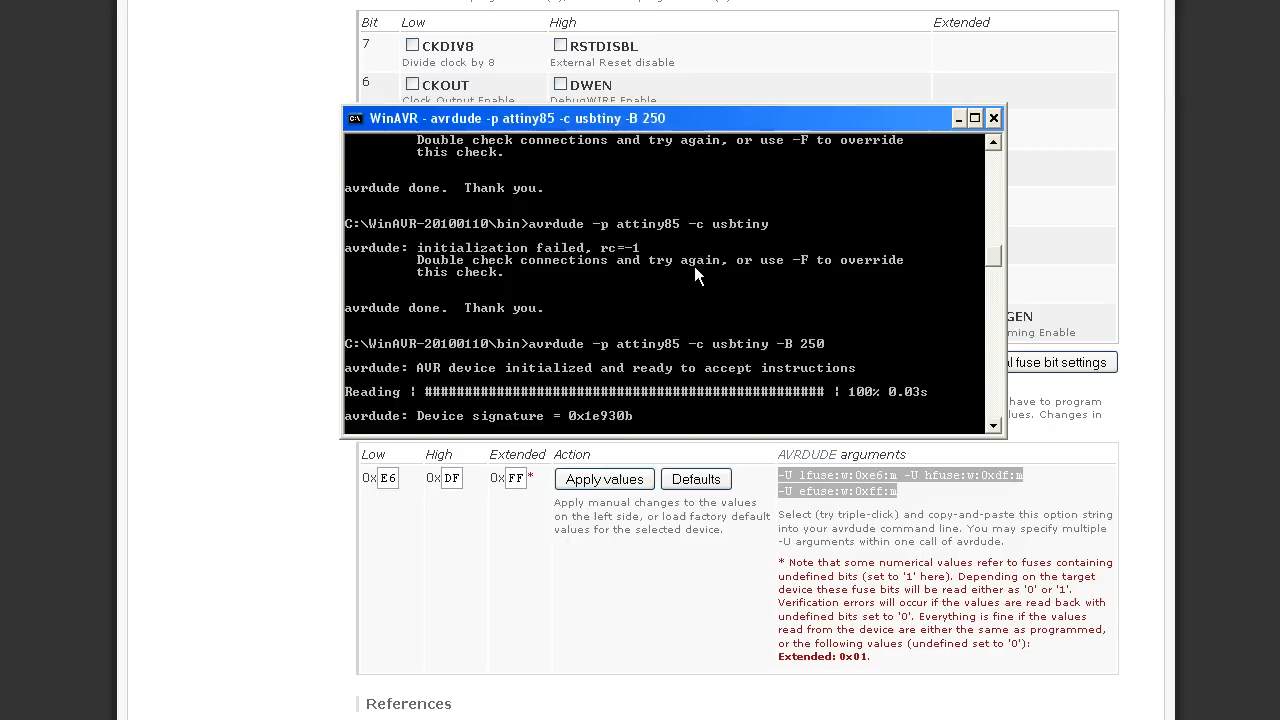 Bit Low High Extended
7 CKDIV8 RSTDISBL
Divide clock by 8 External Reset disable
6 CKOUT DWEN
Clock Output Enable DebugWIRE Enable
WinAVR - avrdude -p attiny85 -c usbtiny -B 250
Double check connections and try again, or use -F to override
this check.
avrdude done.  Thank you.
C:\WinAVR-20100110\bin>avrdude -p attiny85 -c usbtiny
avrdude: initialization failed, rc=-1
Double check connections and try again, or use -F to override
this check.
avrdude done.  Thank you.
C:\WinAVR-20100110\bin>avrdude -p attiny85 -c usbtiny -B 250
avrdude: AVR device initialized and ready to accept instructions
Reading | ################################################## | 100% 0.03s
avrdude: Device signature = 0x1e930b
GEN
ming Enable
l fuse bit settings
have to program
lues. Changes in
Low High Extended Action AVRDUDE arguments
0x E6 0x DF 0x FF * Apply values Defaults
-U lfuse:w:0xe6:m -U hfuse:w:0xdf:m
-U efuse:w:0xff:m
Apply manual changes to the values
on the left side, or load factory default
values for the selected device.
Select (try triple-click) and copy-and-paste this option string
into your avrdude command line. You may specify multiple
-U arguments within one call of avrdude.
* Note that some numerical values refer to fuses containing
undefined bits (set to '1' here). Depending on the target
device these fuse bits will be read either as '0' or '1'.
Verification errors will occur if the values are read back with
undefined bits set to '0'. Everything is fine if the values
read from the device are either the same as programmed,
or the following values (undefined set to '0'):
Extended: 0x01.
References